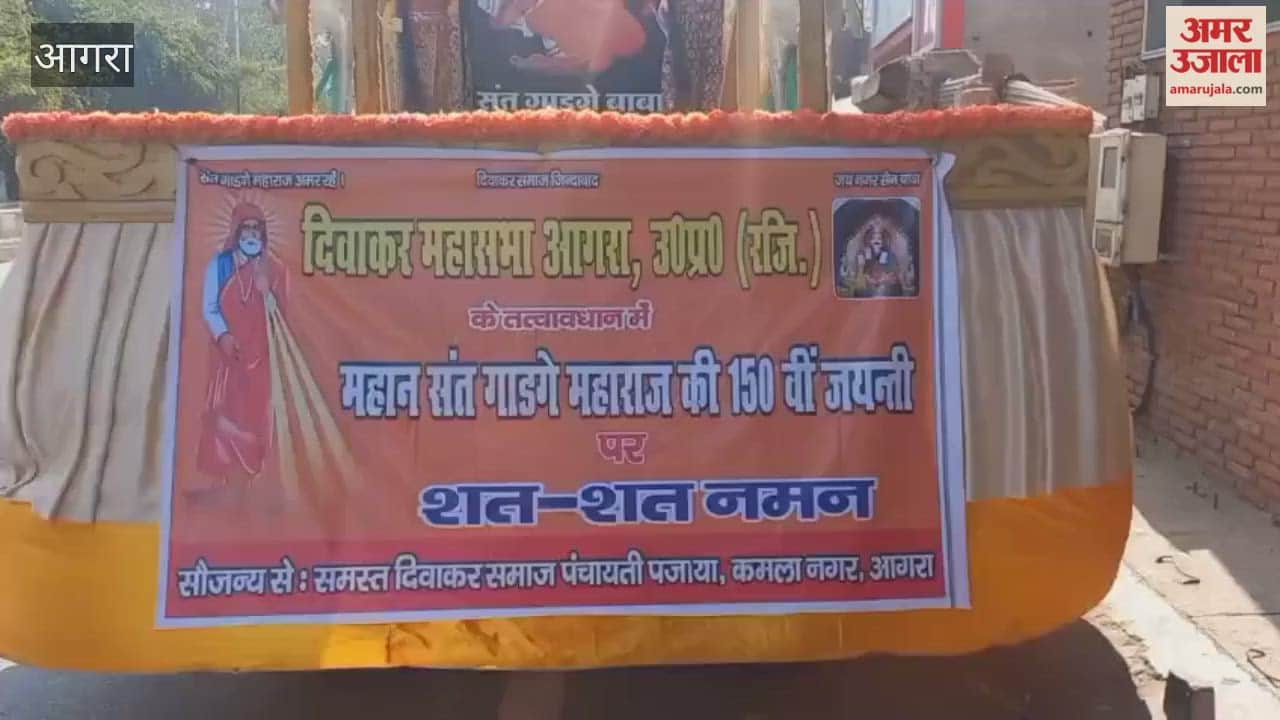 आगरा
अमर
उजाला
amarujala.com
संत गाडगे बाबा
संत गाडगे महाराज अमर रहें।
दिवाकर समाज जिन्दाबाद
जय नगर सेन बाबा
दिवाकर महासभा आगरा, उ0प्र0 (रजि.)
के तत्वावधान में
महान संत गाडगे महाराज की 150 वीं जयन्ती
पर
शत-शत नमन
सौजन्य से : समस्त दिवाकर समाज पंचायती पजाया, कमला नगर, आगरा